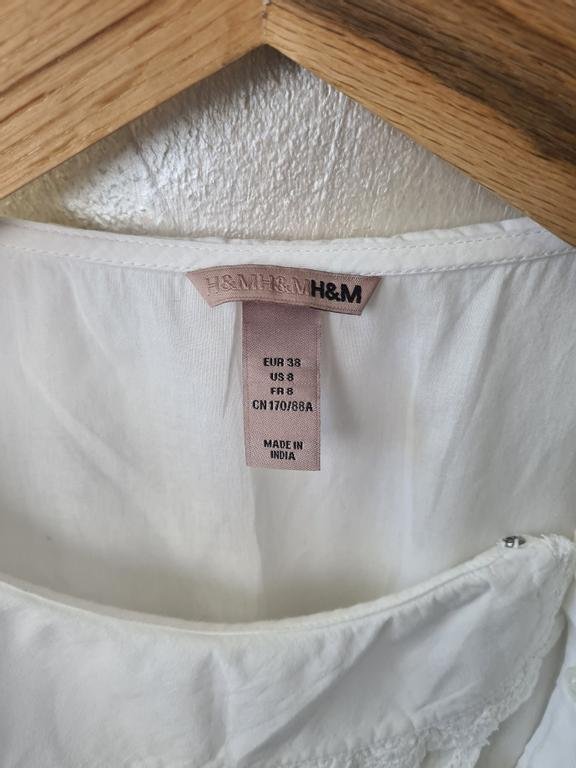 H&MH&MH&M
EUR 38
US 8
FR 8
CN 170/88A
MADE IN
INDIA